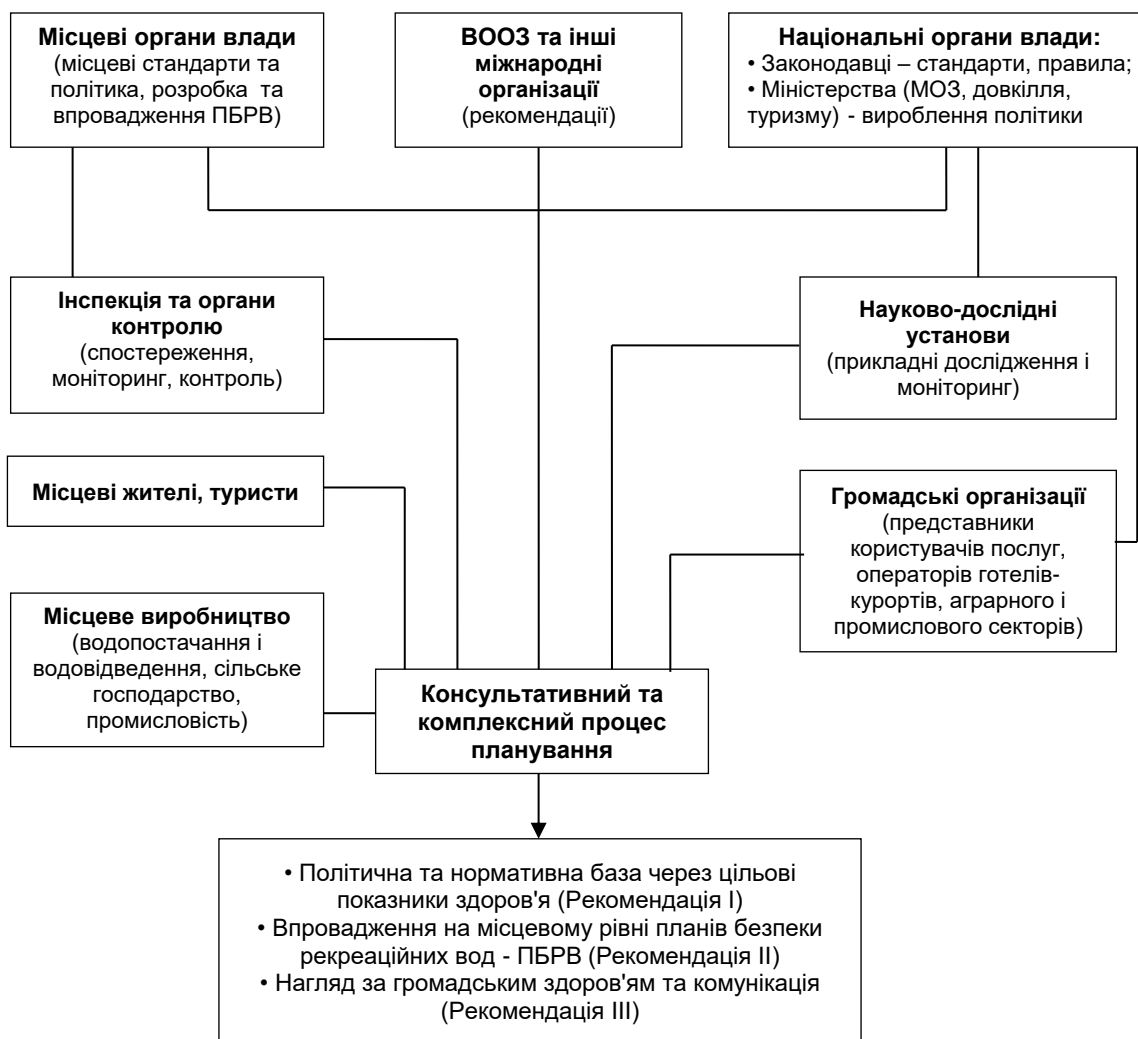 Місцеві органи влади
(місцеві стандарти та
політика, розробка та
впровадження ПБРВ)
ВООЗ та інші
міжнародні
організації
(рекомендації)
Національні органи влади:
• Законодавці – стандарти, правила;
• Міністерства (МОЗ, довкілля,
туризму) - вироблення політики
Інспекція та органи
контролю
(спостереження,
моніторинг, контроль)
Науково-дослідні
установи
(прикладні дослідження і
моніторинг)
Місцеві жителі, туристи
Громадські організації
(представники
користувачів послуг,
операторів готелів-
курортів, аграрного і
промислового секторів)
Місцеве виробництво
(водопостачання і
водовідведення, сільське
господарство,
промисловість)
Консультативний та
комплексний процес
планування
• Політична та нормативна база через цільові
показники здоров'я (Рекомендація I)
• Впровадження на місцевому рівні планів безпеки
рекреаційних вод - ПБРВ (Рекомендація II)
• Нагляд за громадським здоров'ям та комунікація
(Рекомендація III)